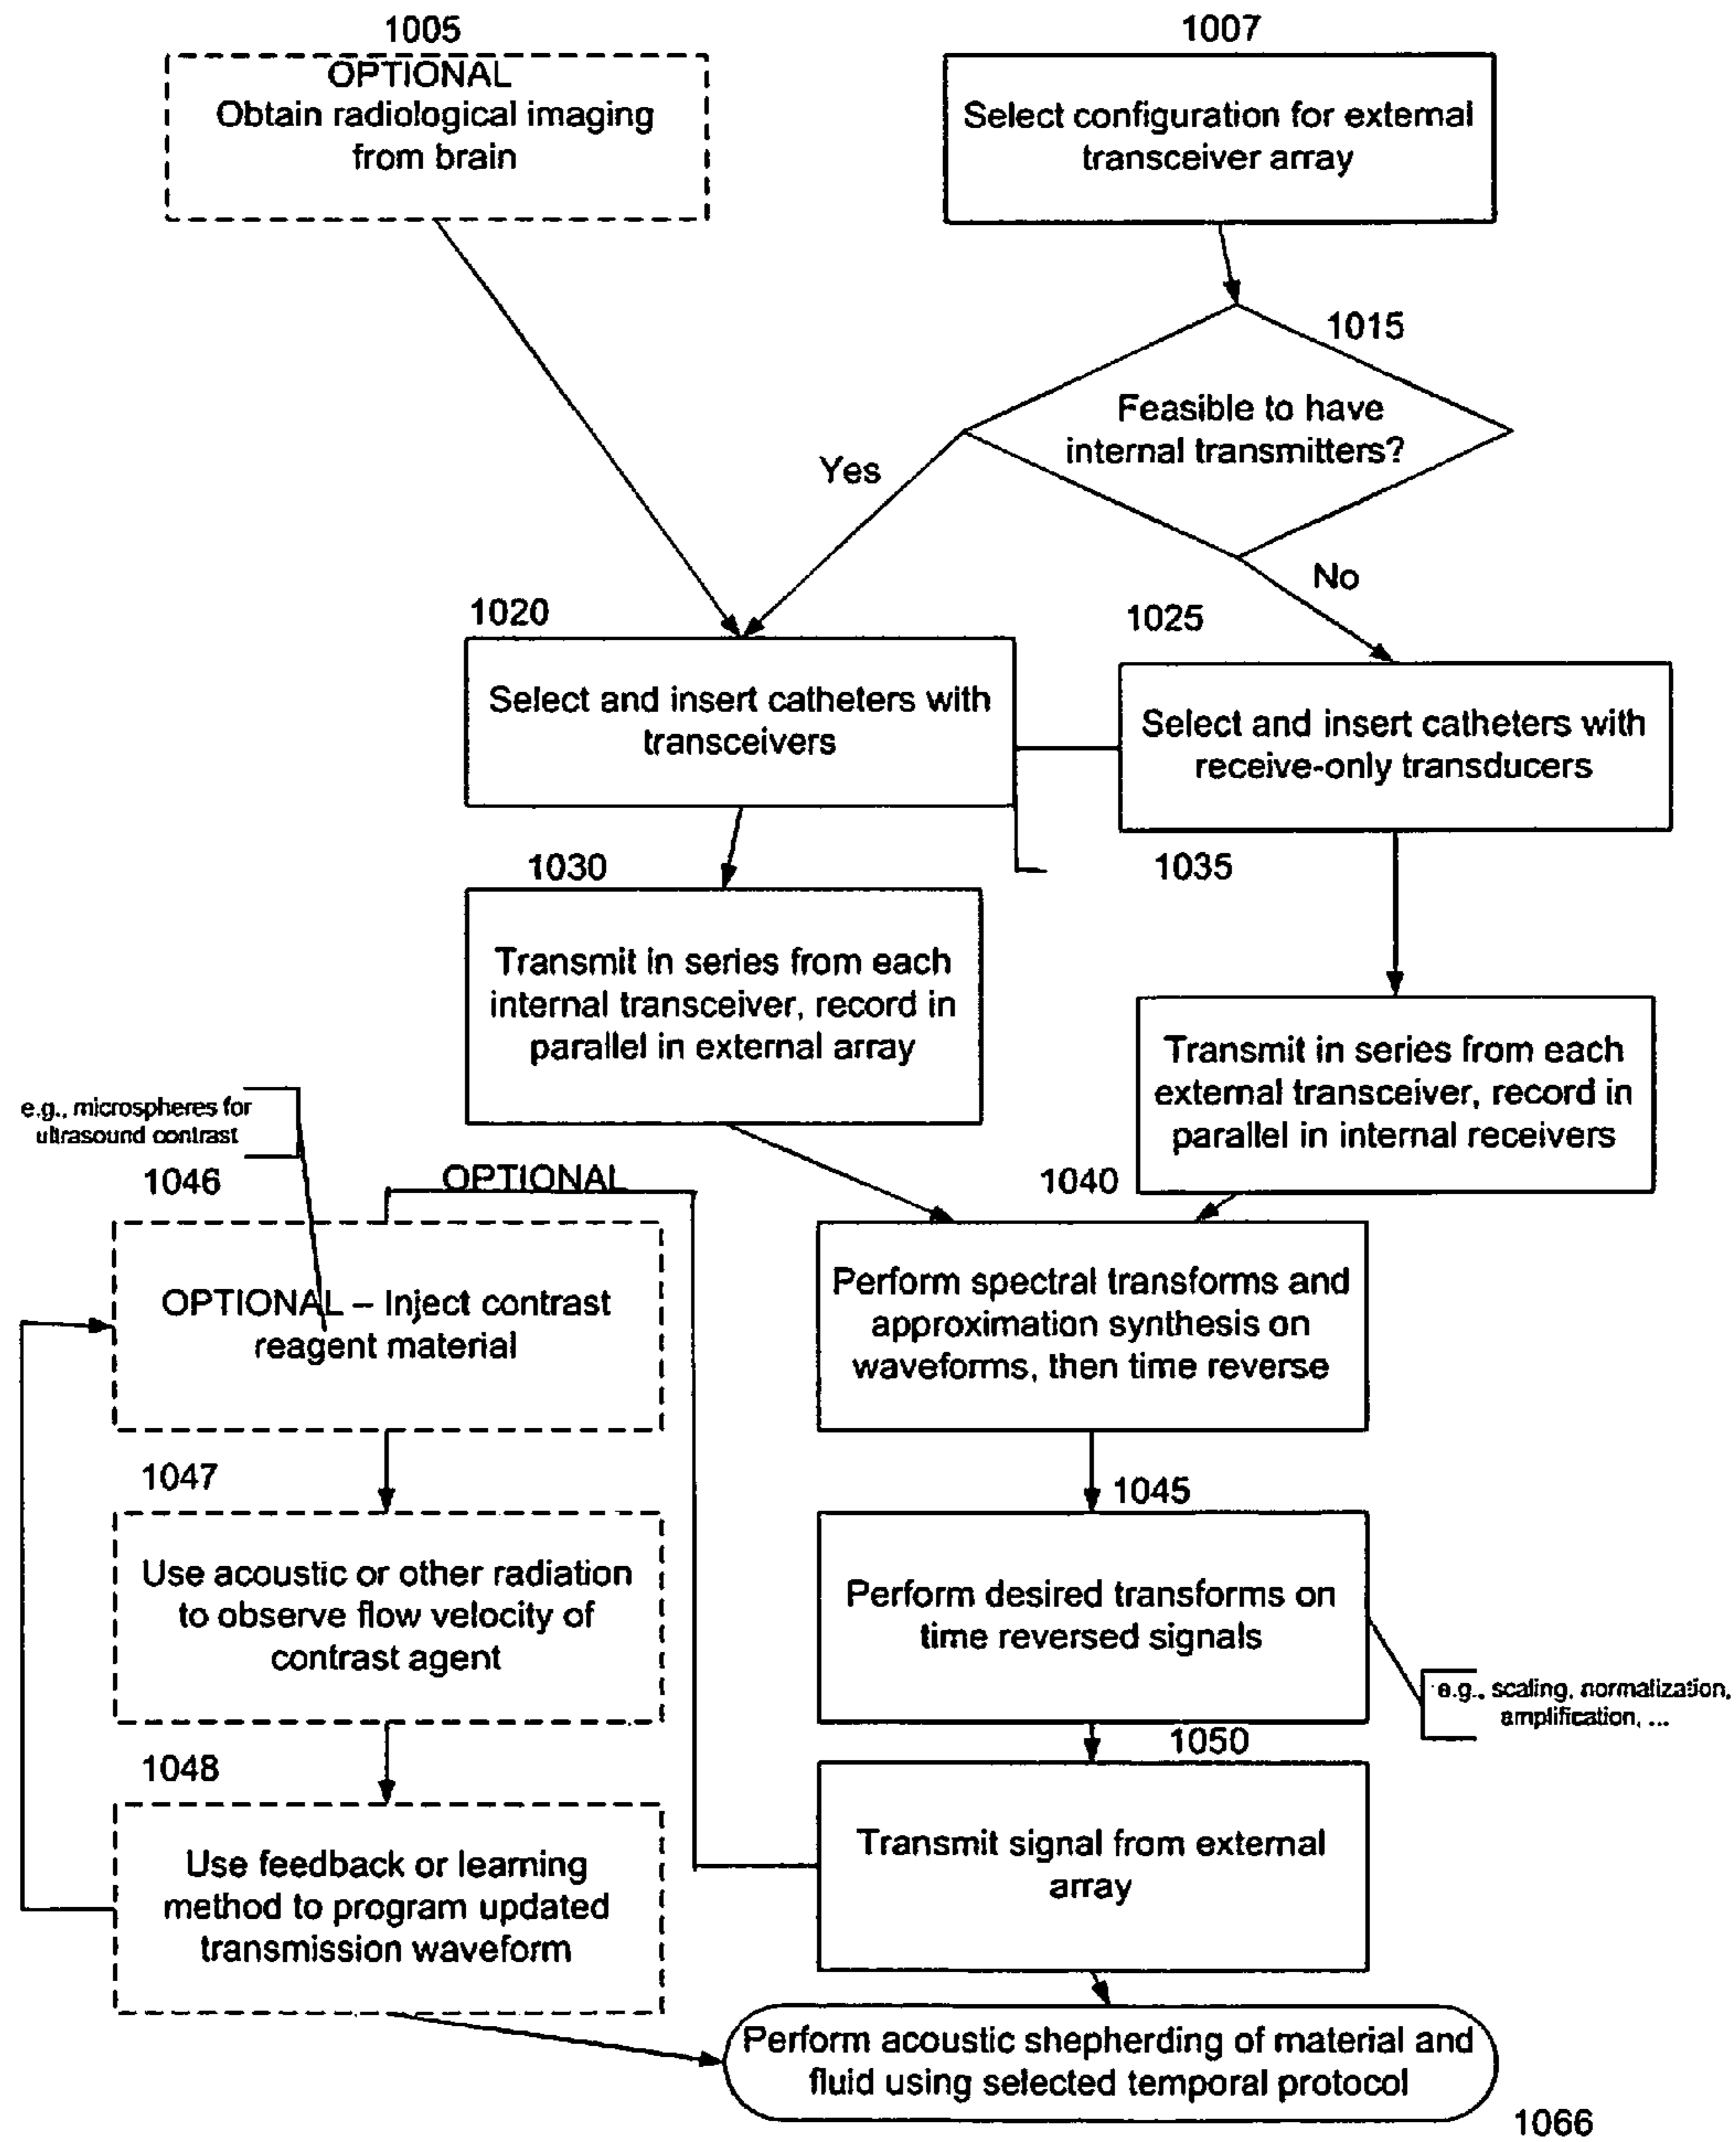 1005
OPTIONAL
Obtain radiological imaging
from brain
1007
Select configuration for external
transceiver array
1015
Feasible to have
internal transmitters?
Yes
No
1020
Select and insert catheters with
transceivers
1025
Select and insert catheters with
receive-only transducers
1030
Transmit in series from each
internal transceiver, record in
parallel in external array
1035
Transmit in series from each
external transceiver, record in
parallel in internal receivers
e.g., microspheres for
ultrasound contrast
1046
OPTIONAL
OPTIONAL – Inject contrast
reagent material
1040
Perform spectral transforms and
approximation synthesis on
waveforms, then time reverse
1047
Use acoustic or other radiation
to observe flow velocity of
contrast agent
1045
Perform desired transforms on
time reversed signals
e.g., scaling, normalization,
amplification, ...
1048
Use feedback or learning
method to program updated
transmission waveform
1050
Transmit signal from external
array
Perform acoustic shepherding of material and
fluid using selected temporal protocol
1066